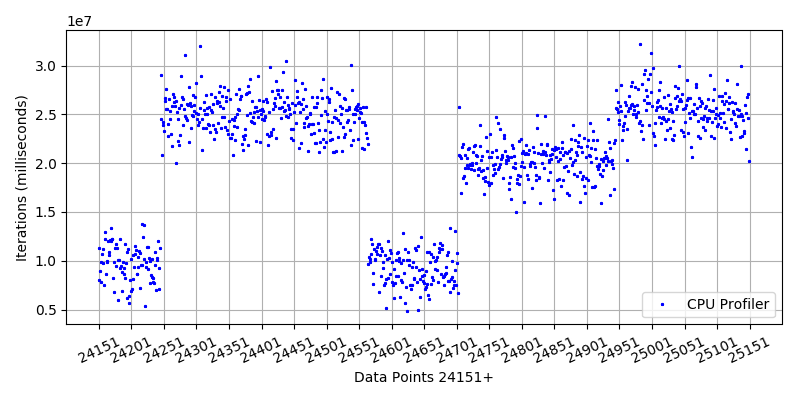 1e7
3.0
2.5
2.0
1.5
1.0
0.5
Iterations (milliseconds)
CPU Profiler
24151 24201 24251 24301 24351 24401 24451 24501 24551 24601 24651 24701 24751 24801 24851 24901 24951 25001 25051 25101 25151
Data Points 24151+